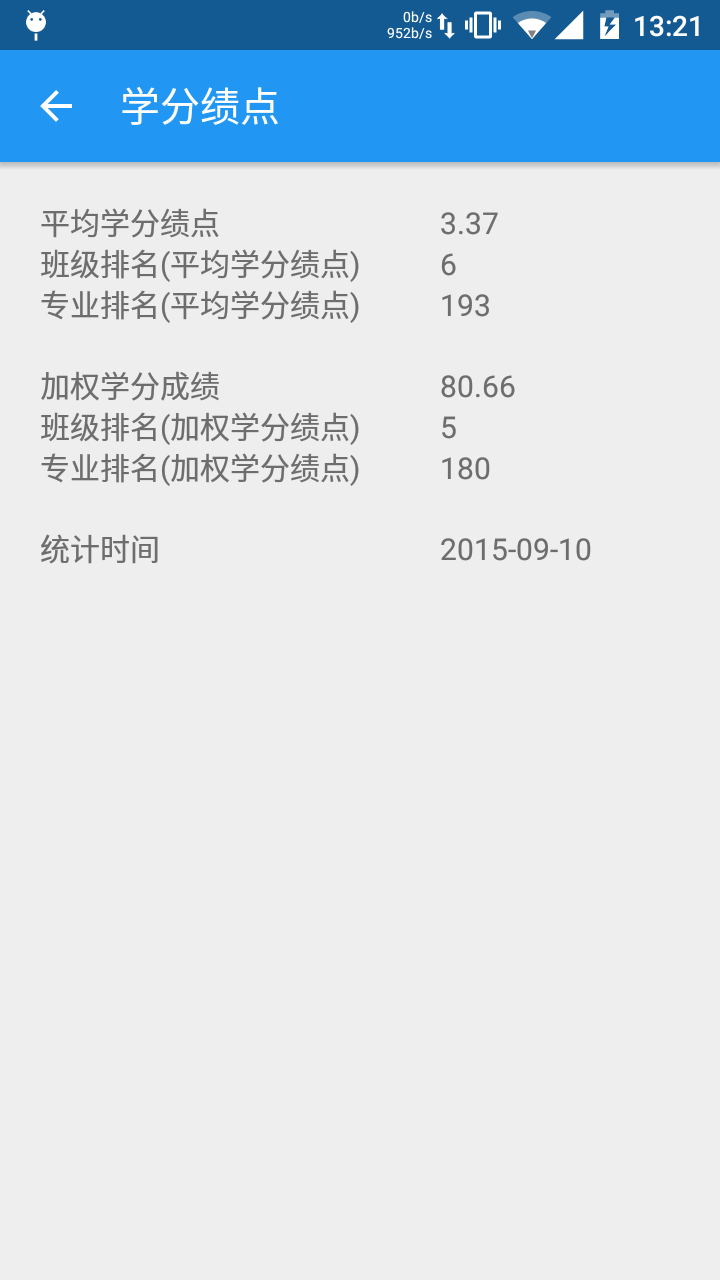 0b/s
952b/s
13:21
学分绩点
平均学分绩点 3.37
班级排名(平均学分绩点) 6
专业排名(平均学分绩点) 193
加权学分成绩 80.66
班级排名(加权学分绩点) 5
专业排名(加权学分绩点) 180
统计时间 2015-09-10